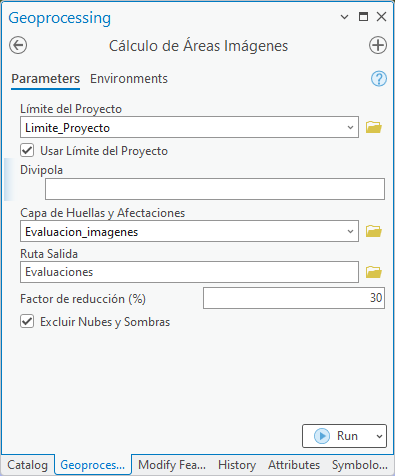 Geoprocessing
Cálculo de Áreas Imágenes
Parameters Environments
?
Límite del Proyecto
Limite_Proyecto
Usar Límite del Proyecto
Divipola
Capa de Huellas y Afectaciones
Evaluacion_imagenes
Ruta Salida
Evaluaciones
Factor de reducción (%) 30
Excluir Nubes y Sombras
Run
Catalog Geoproces... Modify Fea... History Attributes Symbolo...